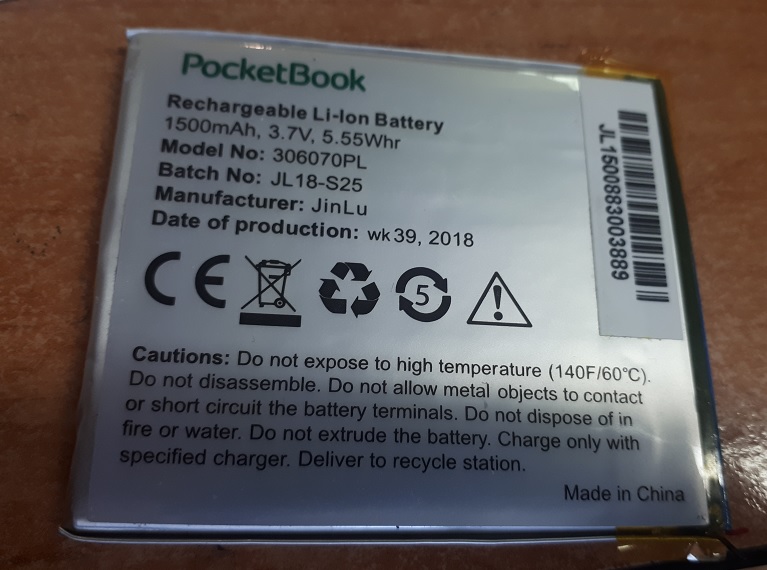 PocketBook
Rechargeable Li-Ion Battery
1500mAh, 3.7V, 5.55Whr
Model No: 306070PL
Batch No: JL18-S25
Manufacturer: JinLu
Date of production: wk39, 2018
JL1500883003889
CE
5
Cautions: Do not expose to high temperature (140F/60℃).
Do not disassemble. Do not allow metal objects to contact
or short circuit the battery terminals. Do not dispose of in
fire or water. Do not extrude the battery. Charge only with
specified charger. Deliver to recycle station.
Made in China